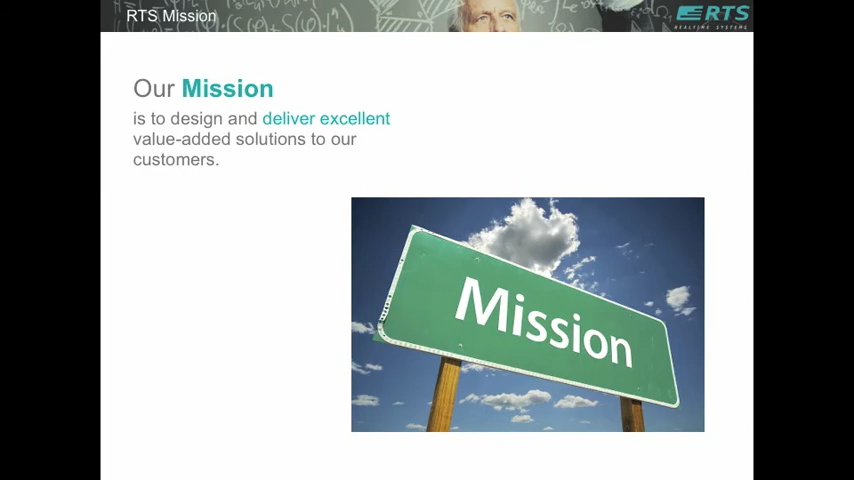 RTS Mission
RTS
REALTIME SYSTEMS
Our Mission
is to design and deliver excellent
value-added solutions to our
customers.
Mission